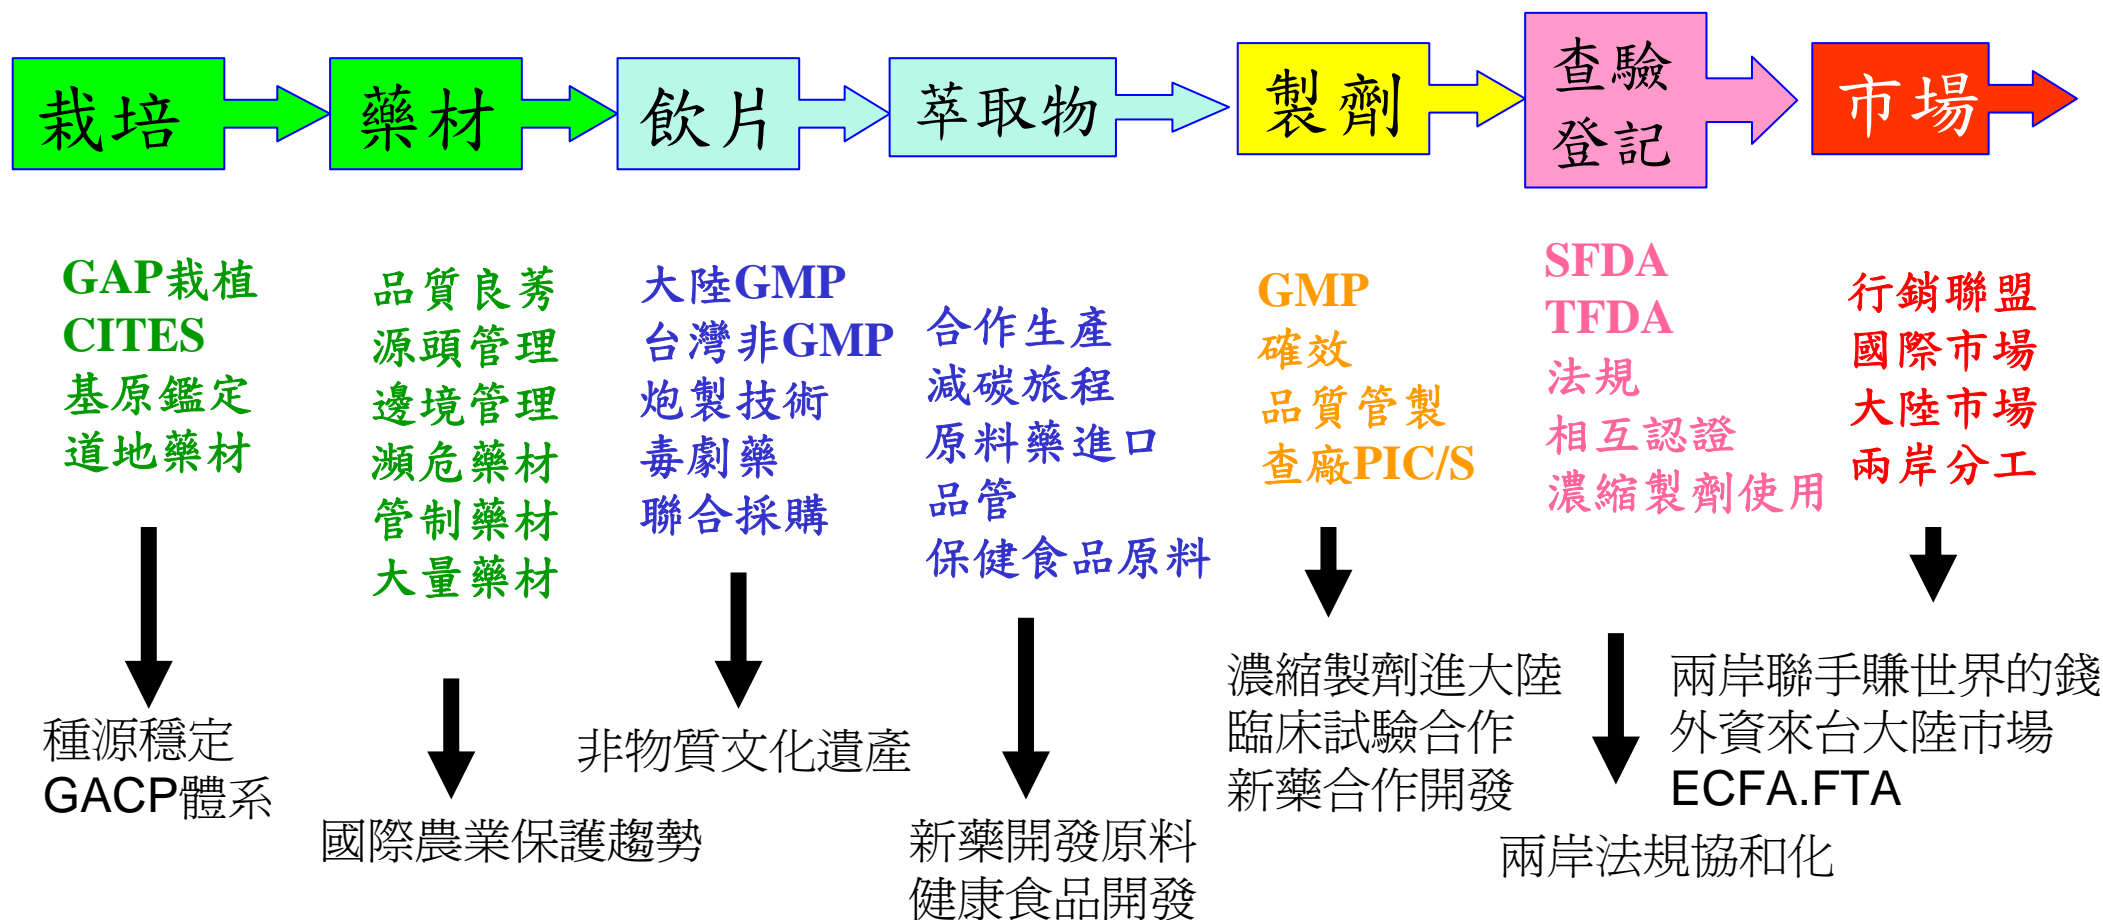 栽培
藥材
飲片
萃取物
製劑
查驗
登記
市場
GAP栽植
CITES
基原鑑定
道地藥材
品質良莠
源頭管理
邊境管理
瀕危藥材
管制藥材
大量藥材
大陸GMP
台灣非GMP
炮製技術
毒劇藥
聯合採購
合作生產
減碳旅程
原料藥進口
品管
保健食品原料
GMP
確效
品質管製
查廠PIC/S
SFDA
TFDA
法規
相互認證
濃縮製劑使用
行銷聯盟
國際市場
大陸市場
兩岸分工
種源穩定
GACP體系
國際農業保護趨勢
非物質文化遺產
新藥開發原料
健康食品開發
濃縮製劑進大陸
臨床試驗合作
新藥合作開發
兩岸法規協和化
兩岸聯手賺世界的錢
外資來台大陸市場
ECFA.FTA